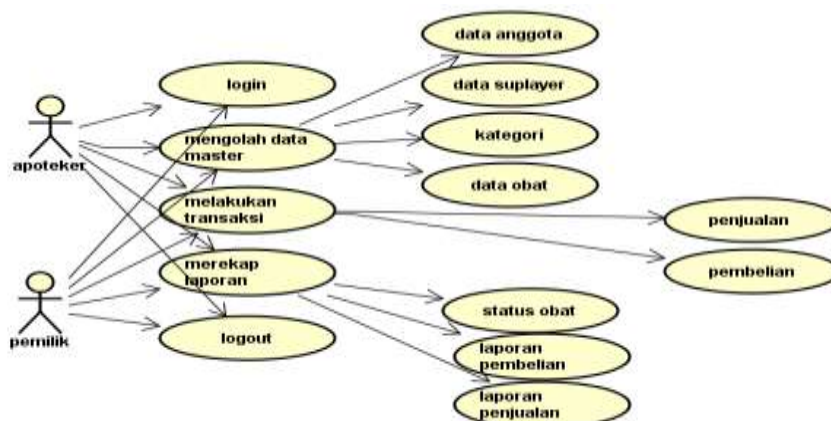 data anggota
login
data suplayer
mengolah data
master
kategori
apoteker
data obat
melakukan
transaksi
penjualan
merekap
laporan
pembelian
status obat
pemilik
logout
laporan
pembelian
laporan
penjualan